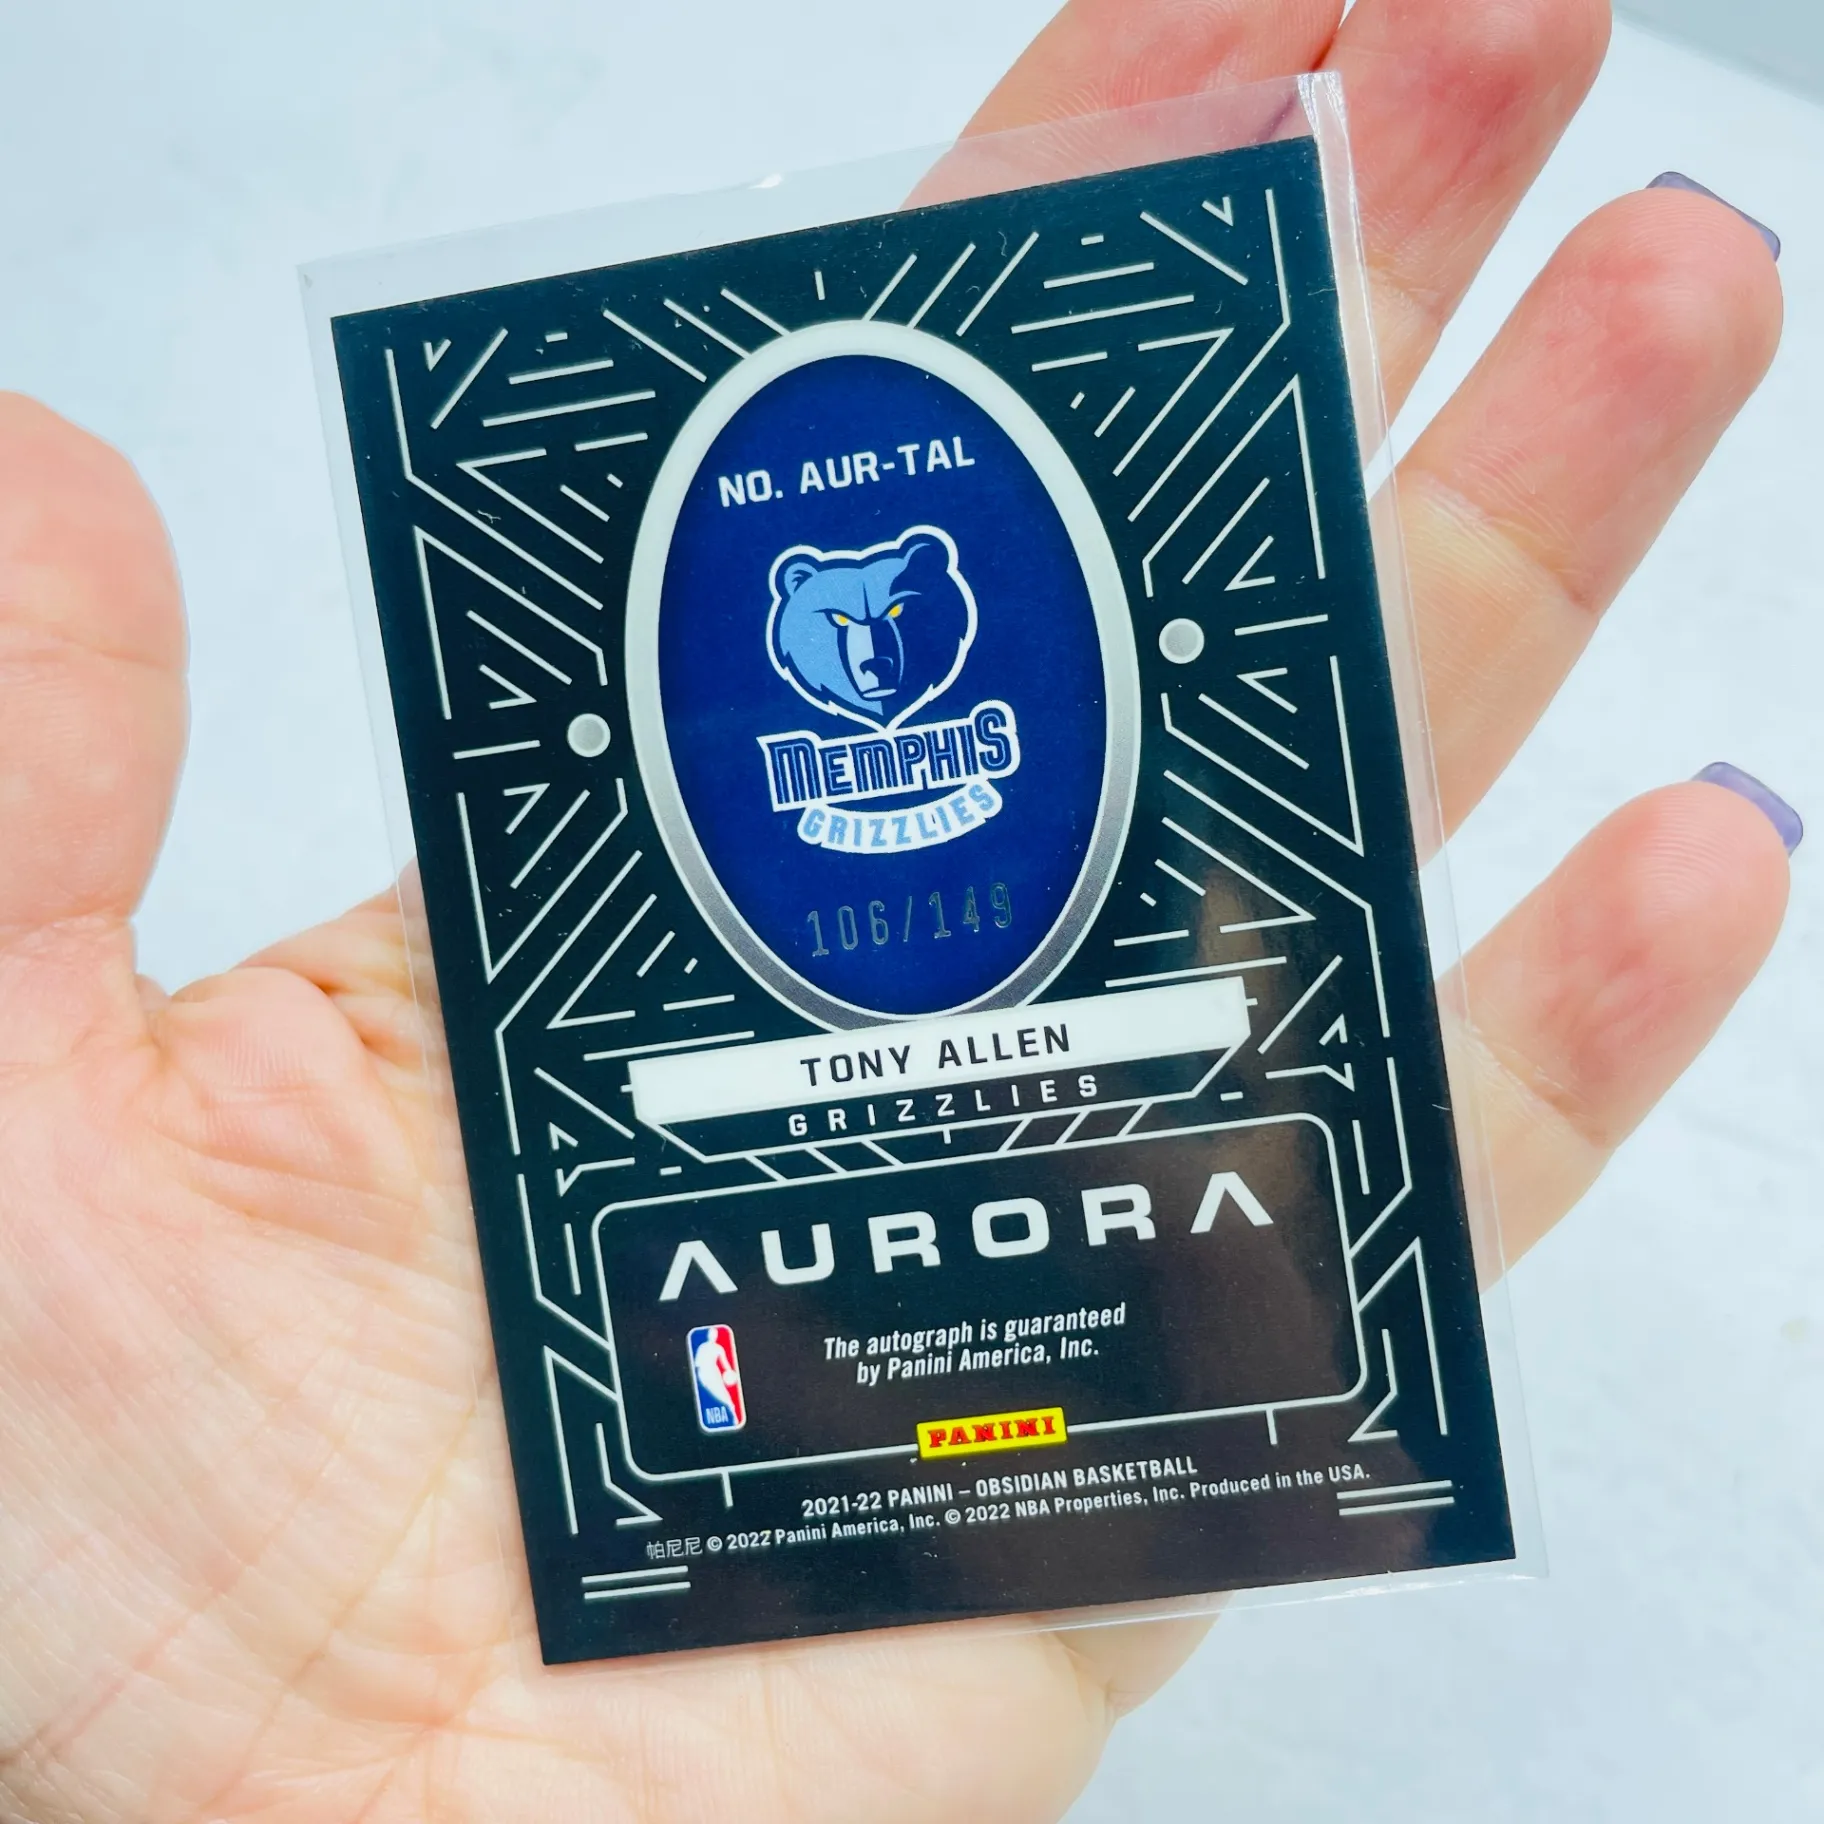 NO. AUR-TAL
MEMPHIS
GRIZZLIES
106/149
TONY ALLEN
GRIZZLIES
AURORA
The autograph is guaranteed
by Panini America, Inc.
NBA
PANINI
2021-22 PANINI – OBSIDIAN BASKETBALL
帕尼尼 © 2022 Panini America, Inc. © 2022 NBA Properties, Inc. Produced in the USA.